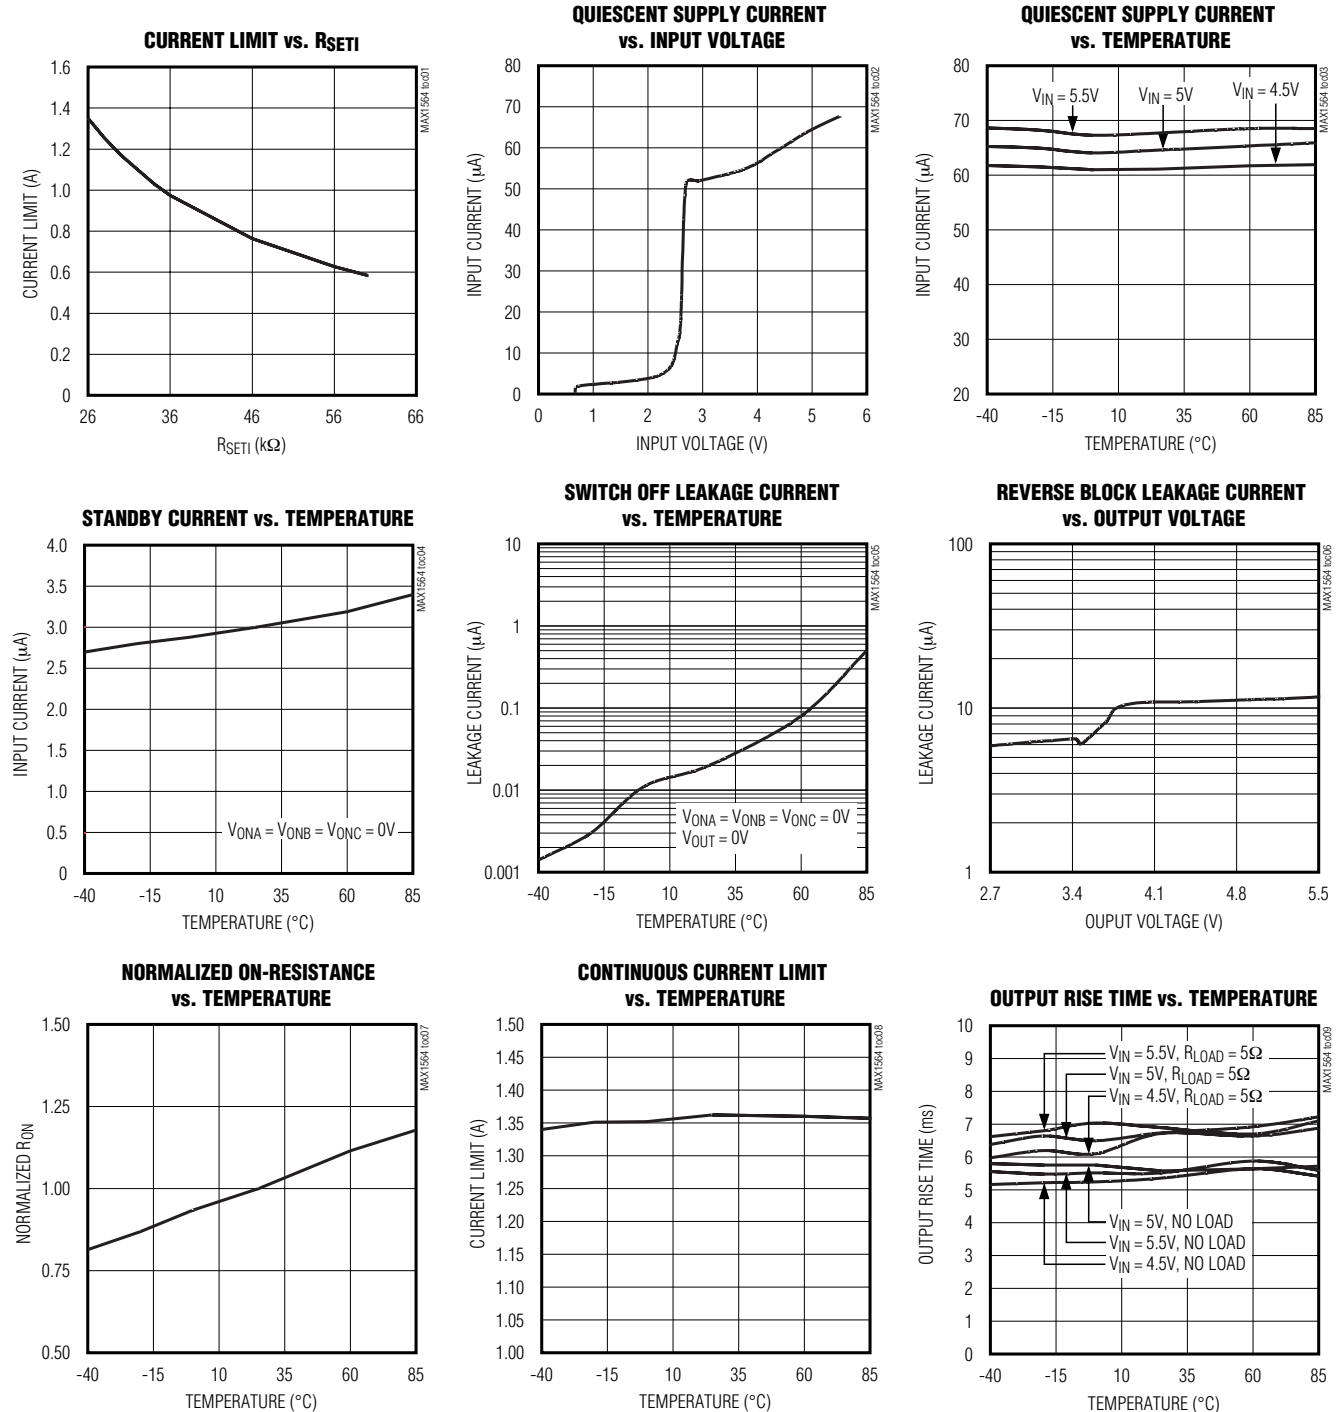 CURRENT LIMIT vs. RSETI
MAX1564 toc01
CURRENT LIMIT (A)
1.6
1.4
1.2
1.0
0.8
0.6
0.4
0.2
0
26 36 46 56 66
RSETI (kΩ)
QUIESCENT SUPPLY CURRENT
vs. INPUT VOLTAGE
MAX1564 toc02
INPUT CURRENT (μA)
80
70
60
50
40
30
20
10
0
0 1 2 3 4 5 6
INPUT VOLTAGE (V)
QUIESCENT SUPPLY CURRENT
vs. TEMPERATURE
MAX1564 toc03
INPUT CURRENT (μA)
80
70
60
50
40
30
20
VIN = 5.5V
VIN = 5V
VIN = 4.5V
-40 -15 10 35 60 85
TEMPERATURE (°C)
STANDBY CURRENT vs. TEMPERATURE
MAX1564 toc04
INPUT CURRENT (μA)
4.0
3.5
3.0
2.5
2.0
1.5
1.0
0.5
0
VONA = VONB = VONC = 0V
-40 -15 10 35 60 85
TEMPERATURE (°C)
SWITCH OFF LEAKAGE CURRENT
vs. TEMPERATURE
MAX1564 toc05
LEAKAGE CURRENT (μA)
10
1
0.1
0.01
0.001
VONA = VONB = VONC = 0V
VOUT = 0V
-40 -15 10 35 60 85
TEMPERATURE (°C)
REVERSE BLOCK LEAKAGE CURRENT
vs. OUTPUT VOLTAGE
MAX1564 toc06
LEAKAGE CURRENT (μA)
100
10
1
2.7 3.4 4.1 4.8 5.5
OUPUT VOLTAGE (V)
NORMALIZED ON-RESISTANCE
vs. TEMPERATURE
MAX1564 toc07
NORMALIZED RON
1.50
1.25
1.00
0.75
0.50
-40 -15 10 35 60 85
TEMPERATURE (°C)
CONTINUOUS CURRENT LIMIT
vs. TEMPERATURE
MAX1564 toc08
CURRENT LIMIT (A)
1.50
1.45
1.40
1.35
1.30
1.25
1.20
1.15
1.10
1.05
1.00
-40 -15 10 35 60 85
TEMPERATURE (°C)
OUTPUT RISE TIME vs. TEMPERATURE
MAX1564 toc09
OUTPUT RISE TIME (ms)
10
9
8
7
6
5
4
3
2
1
0
VIN = 5.5V, RLOAD = 5Ω
VIN = 5V, RLOAD = 5Ω
VIN = 4.5V, RLOAD = 5Ω
VIN = 5V, NO LOAD
VIN = 5.5V, NO LOAD
VIN = 4.5V, NO LOAD
-40 -15 10 35 60 85
TEMPERATURE (°C)